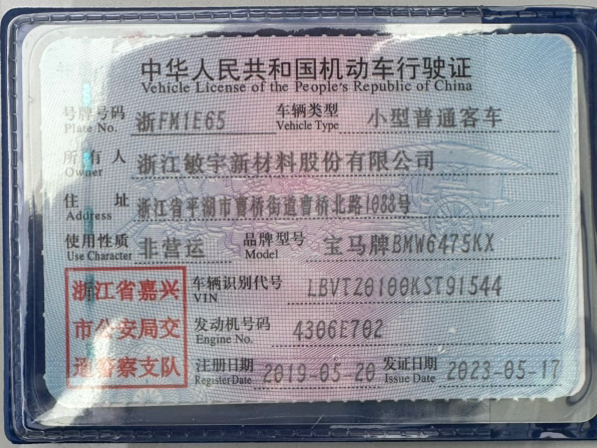 中华人民共和国机动车行驶证
Vehicle License of the People's Republic of China
号牌号码 浙FM1E65 车辆类型 小型普通客车
Plate No. Vehicle Type
所有人 浙江敏宇新材料股份有限公司
Owner
住址 浙江省平湖市曹桥街道曹桥北路1088号
Address
使用性质 非营运 品牌型号 宝马牌BMW6475KX
Use Character Model
浙江省嘉兴
市公安局交
通警察支队
车辆识别代号 LBVTZ0100KST91544
VIN
发动机号码 4306E702
Engine No.
注册日期 2019-05-20 发证日期 2023-05-17
Register Date Issue Date